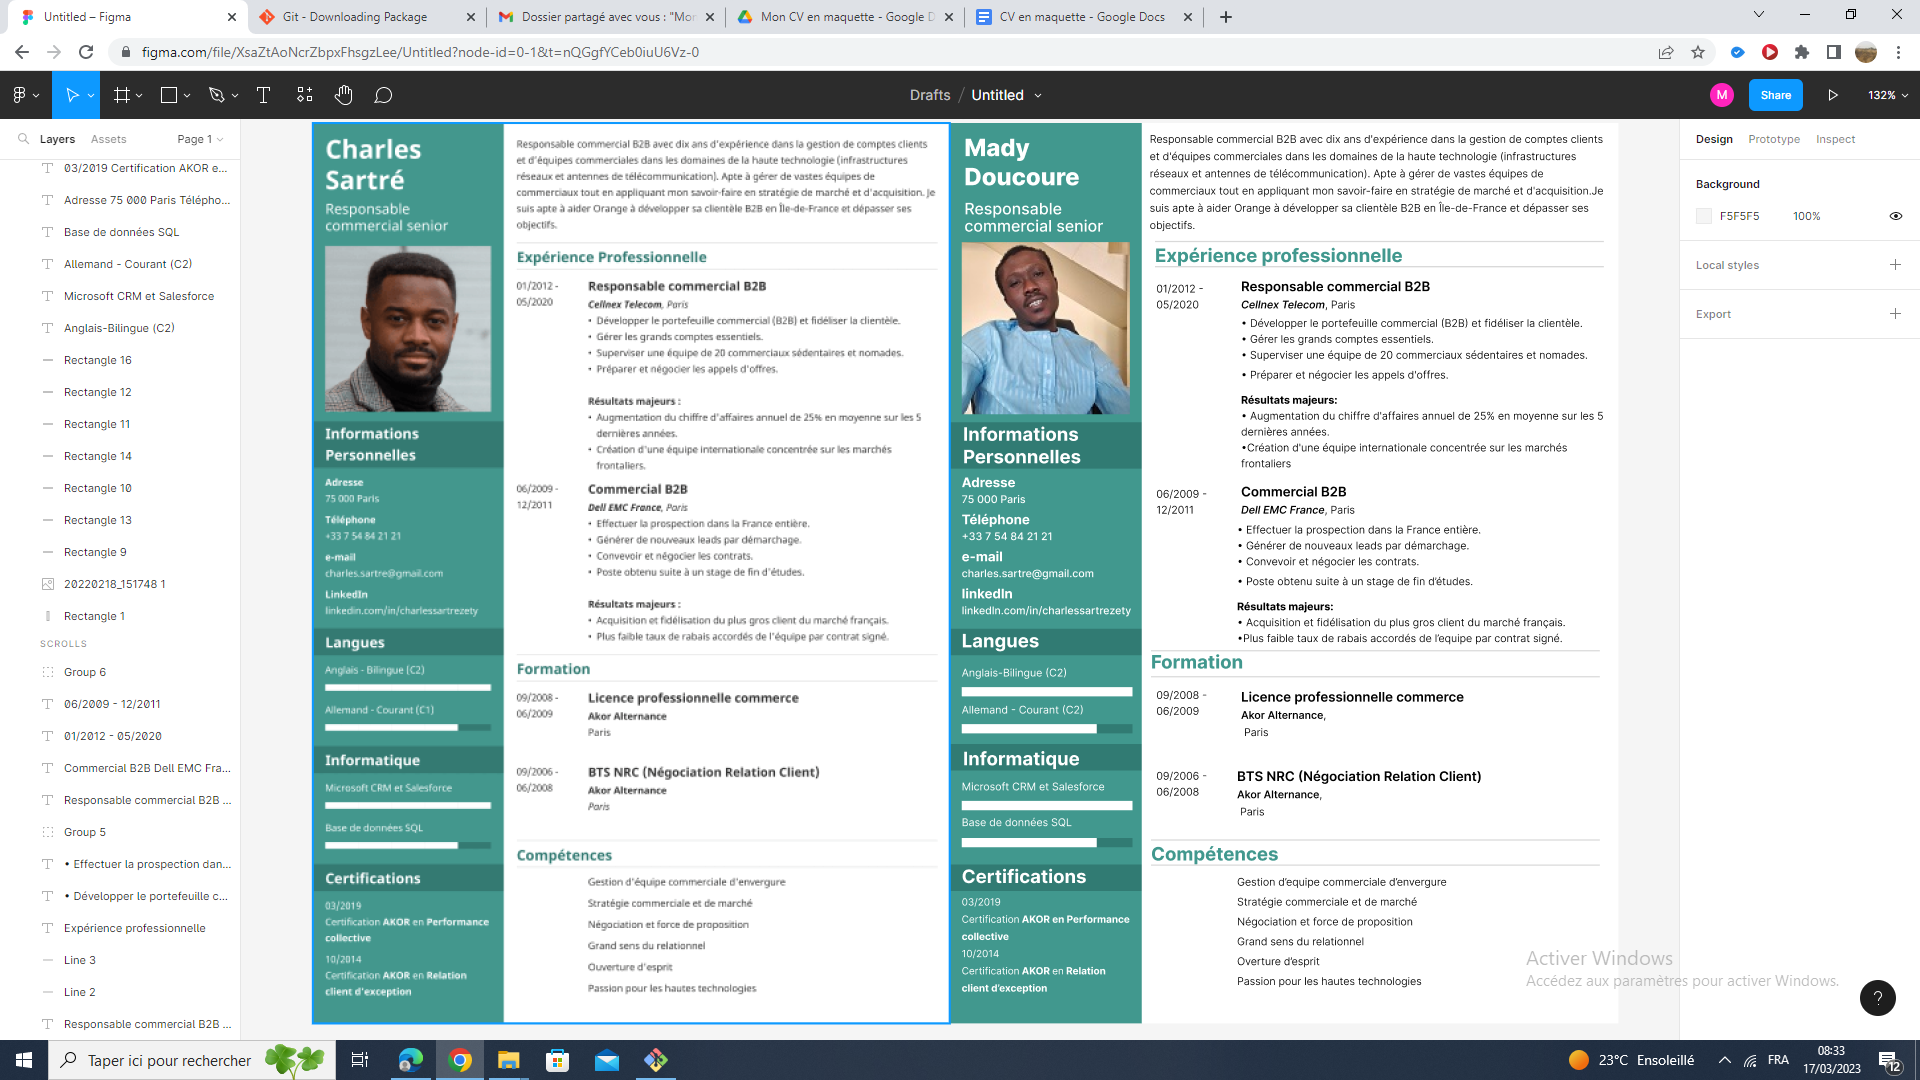 Untitled – Figma
Git - Downloading Package
Dossier partagé avec vous : "Mor
Mon CV en maquette - Google D
CV en maquette - Google Docs
figma.com/file/XsaZtAoNcrZbpxFhsgzLee/Untitled?node-id=0-1&t=nQGgfYCeb0iuU6Vz-0
Drafts / Untitled
M
Share
132%
Layers
Assets
Page 1
03/2019 Certification AKOR e...
Adresse 75 000 Paris Télépho...
Base de données SQL
Allemand - Courant (C2)
Microsoft CRM et Salesforce
Anglais-Bilingue (C2)
Rectangle 16
Rectangle 12
Rectangle 11
Rectangle 14
Rectangle 10
Rectangle 13
Rectangle 9
20220218_151748 1
Rectangle 1
SCROLLS
Group 6
06/2009 - 12/2011
01/2012 - 05/2020
Commercial B2B Dell EMC Fra...
Responsable commercial B2B ...
Group 5
• Effectuer la prospection dan...
• Développer le portefeuille c...
Expérience professionnelle
Line 3
Line 2
Responsable commercial B2B ...
Charles
Sartré
Responsable
commercial senior
Informations
Personnelles
Adresse
75 000 Paris
Téléphone
+33 7 54 84 21 21
e-mail
charles.sartre@gmail.com
LinkedIn
linkedin.com/in/charlessartrezety
Langues
Anglais - Bilingue (C2)
Allemand - Courant (C1)
Informatique
Microsoft CRM et Salesforce
Base de données SQL
Certifications
03/2019
Certification AKOR en Performance
collective
10/2014
Certification AKOR en Relation
client d'exception
Responsable commercial B2B avec dix ans d'expérience dans la gestion de comptes clients
et d'équipes commerciales dans les domaines de la haute technologie (infrastructures
réseaux et antennes de télécommunication). Apte à gérer de vastes équipes de
commerciaux tout en appliquant mon savoir-faire en stratégie de marché et d'acquisition. Je
suis apte à aider Orange à développer sa clientèle B2B en Île-de-France et dépasser ses
objectifs.
Expérience Professionnelle
01/2012 -
05/2020
Responsable commercial B2B
Cellnex Telecom, Paris
• Développer le portefeuille commercial (B2B) et fidéliser la clientèle.
• Gérer les grands comptes essentiels.
• Superviser une équipe de 20 commerciaux sédentaires et nomades.
• Préparer et négocier les appels d'offres.
Résultats majeurs :
• Augmentation du chiffre d'affaires annuel de 25% en moyenne sur les 5
dernières années.
• Création d'une équipe internationale concentrée sur les marchés
frontaliers.
06/2009 -
12/2011
Commercial B2B
Dell EMC France, Paris
• Effectuer la prospection dans la France entière.
• Générer de nouveaux leads par démarchage.
• Convevoir et négocier les contrats.
• Poste obtenu suite à un stage de fin d'études.
Résultats majeurs :
• Acquisition et fidélisation du plus gros client du marché français.
• Plus faible taux de rabais accordés de l'équipe par contrat signé.
Formation
09/2008 -
06/2009
Licence professionnelle commerce
Akor Alternance
Paris
09/2006 -
06/2008
BTS NRC (Négociation Relation Client)
Akor Alternance
Paris
Compétences
Gestion d'équipe commerciale d'envergure
Stratégie commerciale et de marché
Négociation et force de proposition
Grand sens du relationnel
Ouverture d'esprit
Passion pour les hautes technologies
Mady
Doucoure
Responsable
commercial senior
Informations
Personnelles
Adresse
75 000 Paris
Téléphone
+33 7 54 84 21 21
e-mail
charles.sartre@gmail.com
linkedIn
linkedIn.com/in/charlessartrezety
Langues
Anglais-Bilingue (C2)
Allemand - Courant (C2)
Informatique
Microsoft CRM et Salesforce
Base de données SQL
Certifications
03/2019
Certification AKOR en Performance
collective
10/2014
Certification AKOR en Relation
client d'exception
Responsable commercial B2B avec dix ans d'expérience dans la gestion de comptes clients
et d'équipes commerciales dans les domaines de la haute technologie (infrastructures
réseaux et antennes de télécommunication). Apte à gérer de vastes équipes de
commerciaux tout en appliquant mon savoir-faire en stratégie de marché et d'acquisition.Je
suis apte à aider Orange à développer sa clientèle B2B en Île-de-France et dépasser ses
objectifs.
Expérience professionnelle
01/2012 -
05/2020
Responsable commercial B2B
Cellnex Telecom, Paris
• Développer le portefeuille commercial (B2B) et fidéliser la clientèle.
• Gérer les grands comptes essentiels.
• Superviser une équipe de 20 commerciaux sédentaires et nomades.
• Préparer et négocier les appels d'offres.
Résultats majeurs:
• Augmentation du chiffre d'affaires annuel de 25% en moyenne sur les 5
dernières années.
•Création d'une équipe internationale concentrée sur les marchés
frontaliers
06/2009 -
12/2011
Commercial B2B
Dell EMC France, Paris
• Effectuer la prospection dans la France entière.
• Générer de nouveaux leads par démarchage.
• Convevoir et négocier les contrats.
• Poste obtenu suite à un stage de fin d'études.
Résultats majeurs:
• Acquisition et fidélisation du plus gros client du marché français.
•Plus faible taux de rabais accordés de l'equipe par contrat signé.
Formation
09/2008 -
06/2009
Licence professionnelle commerce
Akor Alternance,
Paris
09/2006 -
06/2008
BTS NRC (Négociation Relation Client)
Akor Alternance,
Paris
Compétences
Gestion d'equipe commerciale d'envergure
Stratégie commerciale et de marché
Négociation et force de proposition
Grand sens du relationnel
Overture d'esprit
Passion pour les hautes technologies
Design
Prototype
Inspect
Background
F5F5F5
100%
Local styles
Export
Activer Windows
Accédez aux paramètres pour activer Windows.
?
Taper ici pour rechercher
23°C Ensoleillé
FRA
08:33
17/03/2023
12